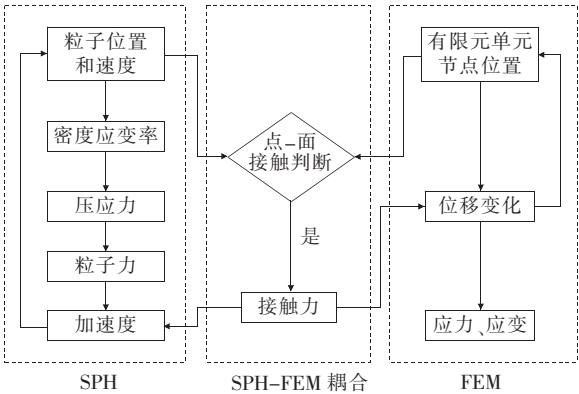 粒子位置
和速度
密度应变率
压应力
粒子力
加速度
SPH
点-面
接触判断
是
接触力
SPH-FEM 耦合
有限元单元
节点位置
位移变化
应力、应变
FEM